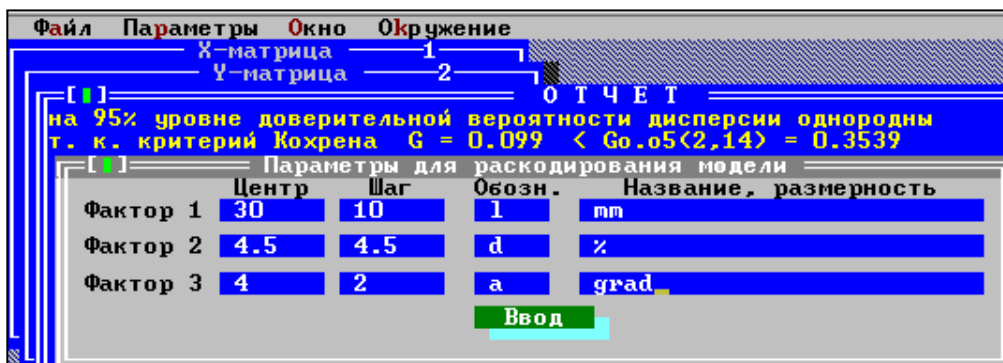 Файл Параметры Окно Окружение
X-матрица 1
Y-матрица 2
[ ] О Т Ч Е Т
на 95% уровне доверительной вероятности дисперсии однородны
т. к. критерий Кохрена G = 0.099 < Go.o5(2,14) = 0.3539
[ ] Параметры для раскодирования модели
Центр Шаг Обозн. Название, размерность
Фактор 1 30 10 l mm
Фактор 2 4.5 4.5 d %
Фактор 3 4 2 a grad_
Ввод